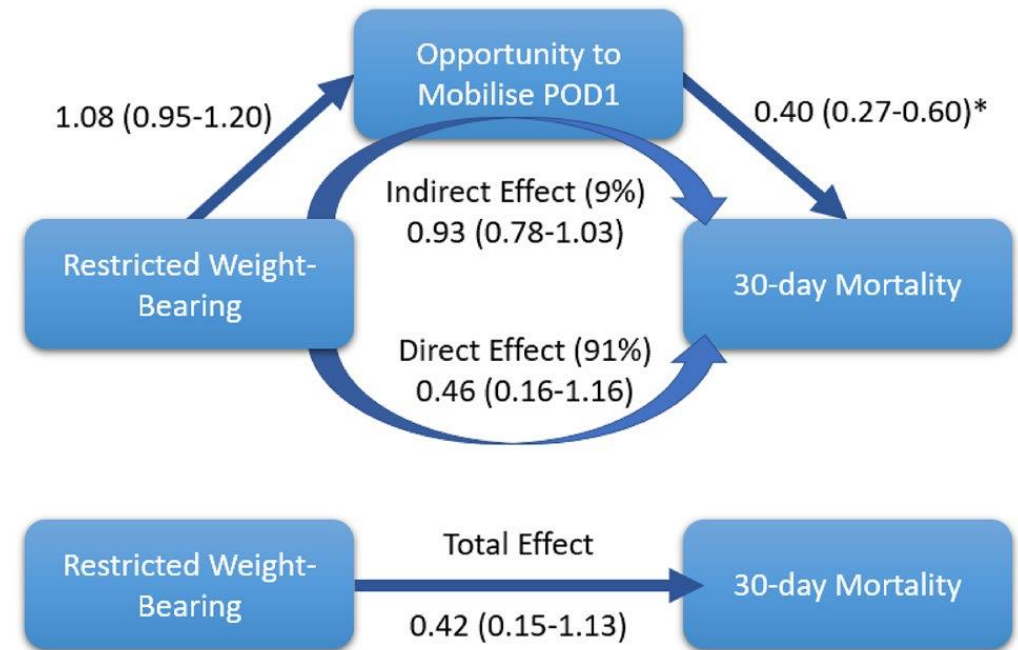 Opportunity to
Mobilise POD1
1.08 (0.95-1.20)
0.40 (0.27-0.60)*
Indirect Effect (9%)
0.93 (0.78-1.03)
Restricted Weight-
Bearing
30-day Mortality
Direct Effect (91%)
0.46 (0.16-1.16)
Total Effect
Restricted Weight-
Bearing
30-day Mortality
0.42 (0.15-1.13)